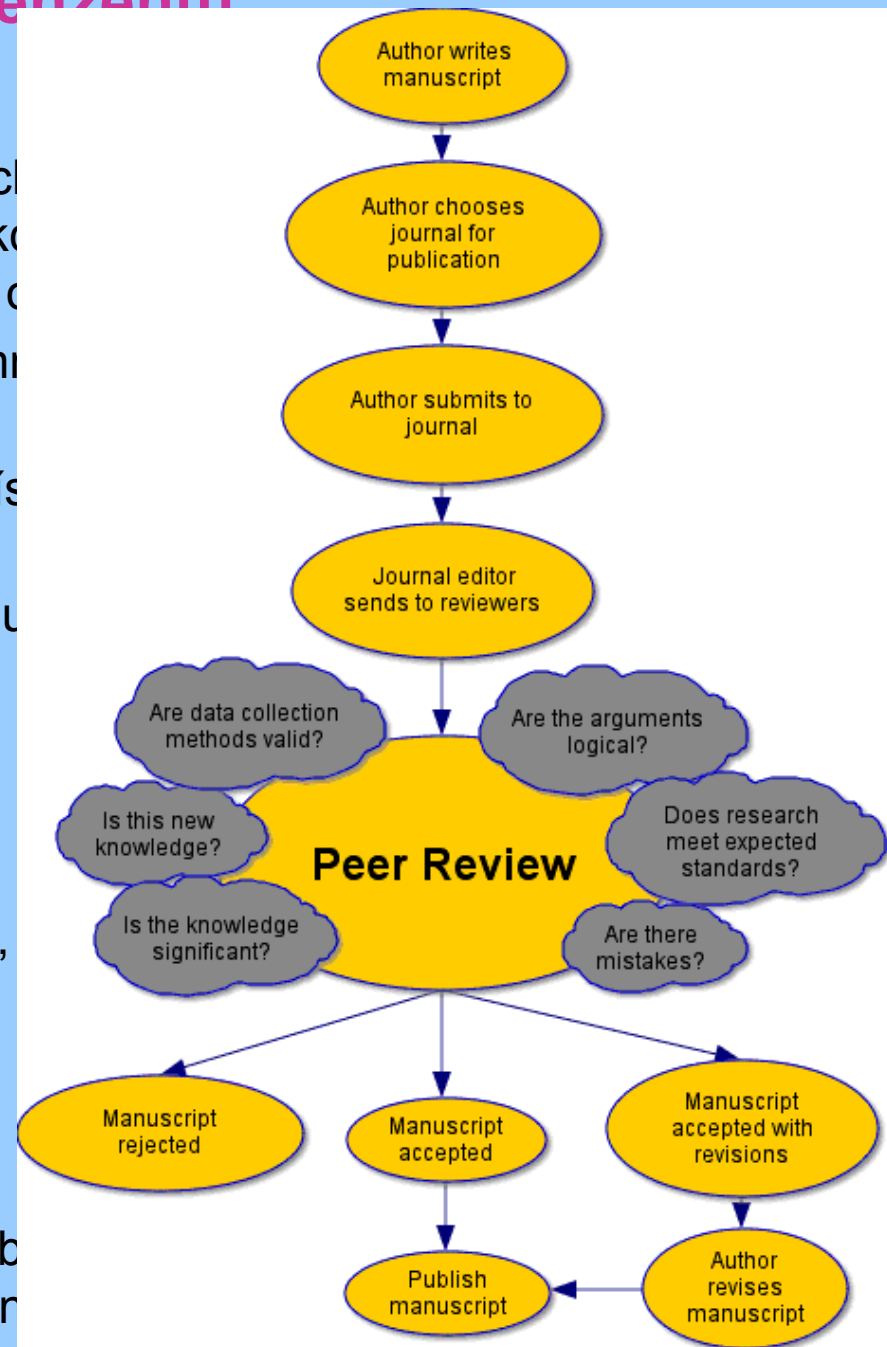 Author writes
manuscript
Author chooses
journal for
publication
Author submits to
journal
Journal editor
sends to reviewers
Are data collection
methods valid?
Are the arguments
logical?
Is this new
knowledge?
Does research
meet expected
standards?
Peer Review
Is the knowledge
significant?
Are there
mistakes?
Manuscript
rejected
Manuscript
accepted
Manuscript
accepted with
revisions
Publish
manuscript
Author
revises
manuscript